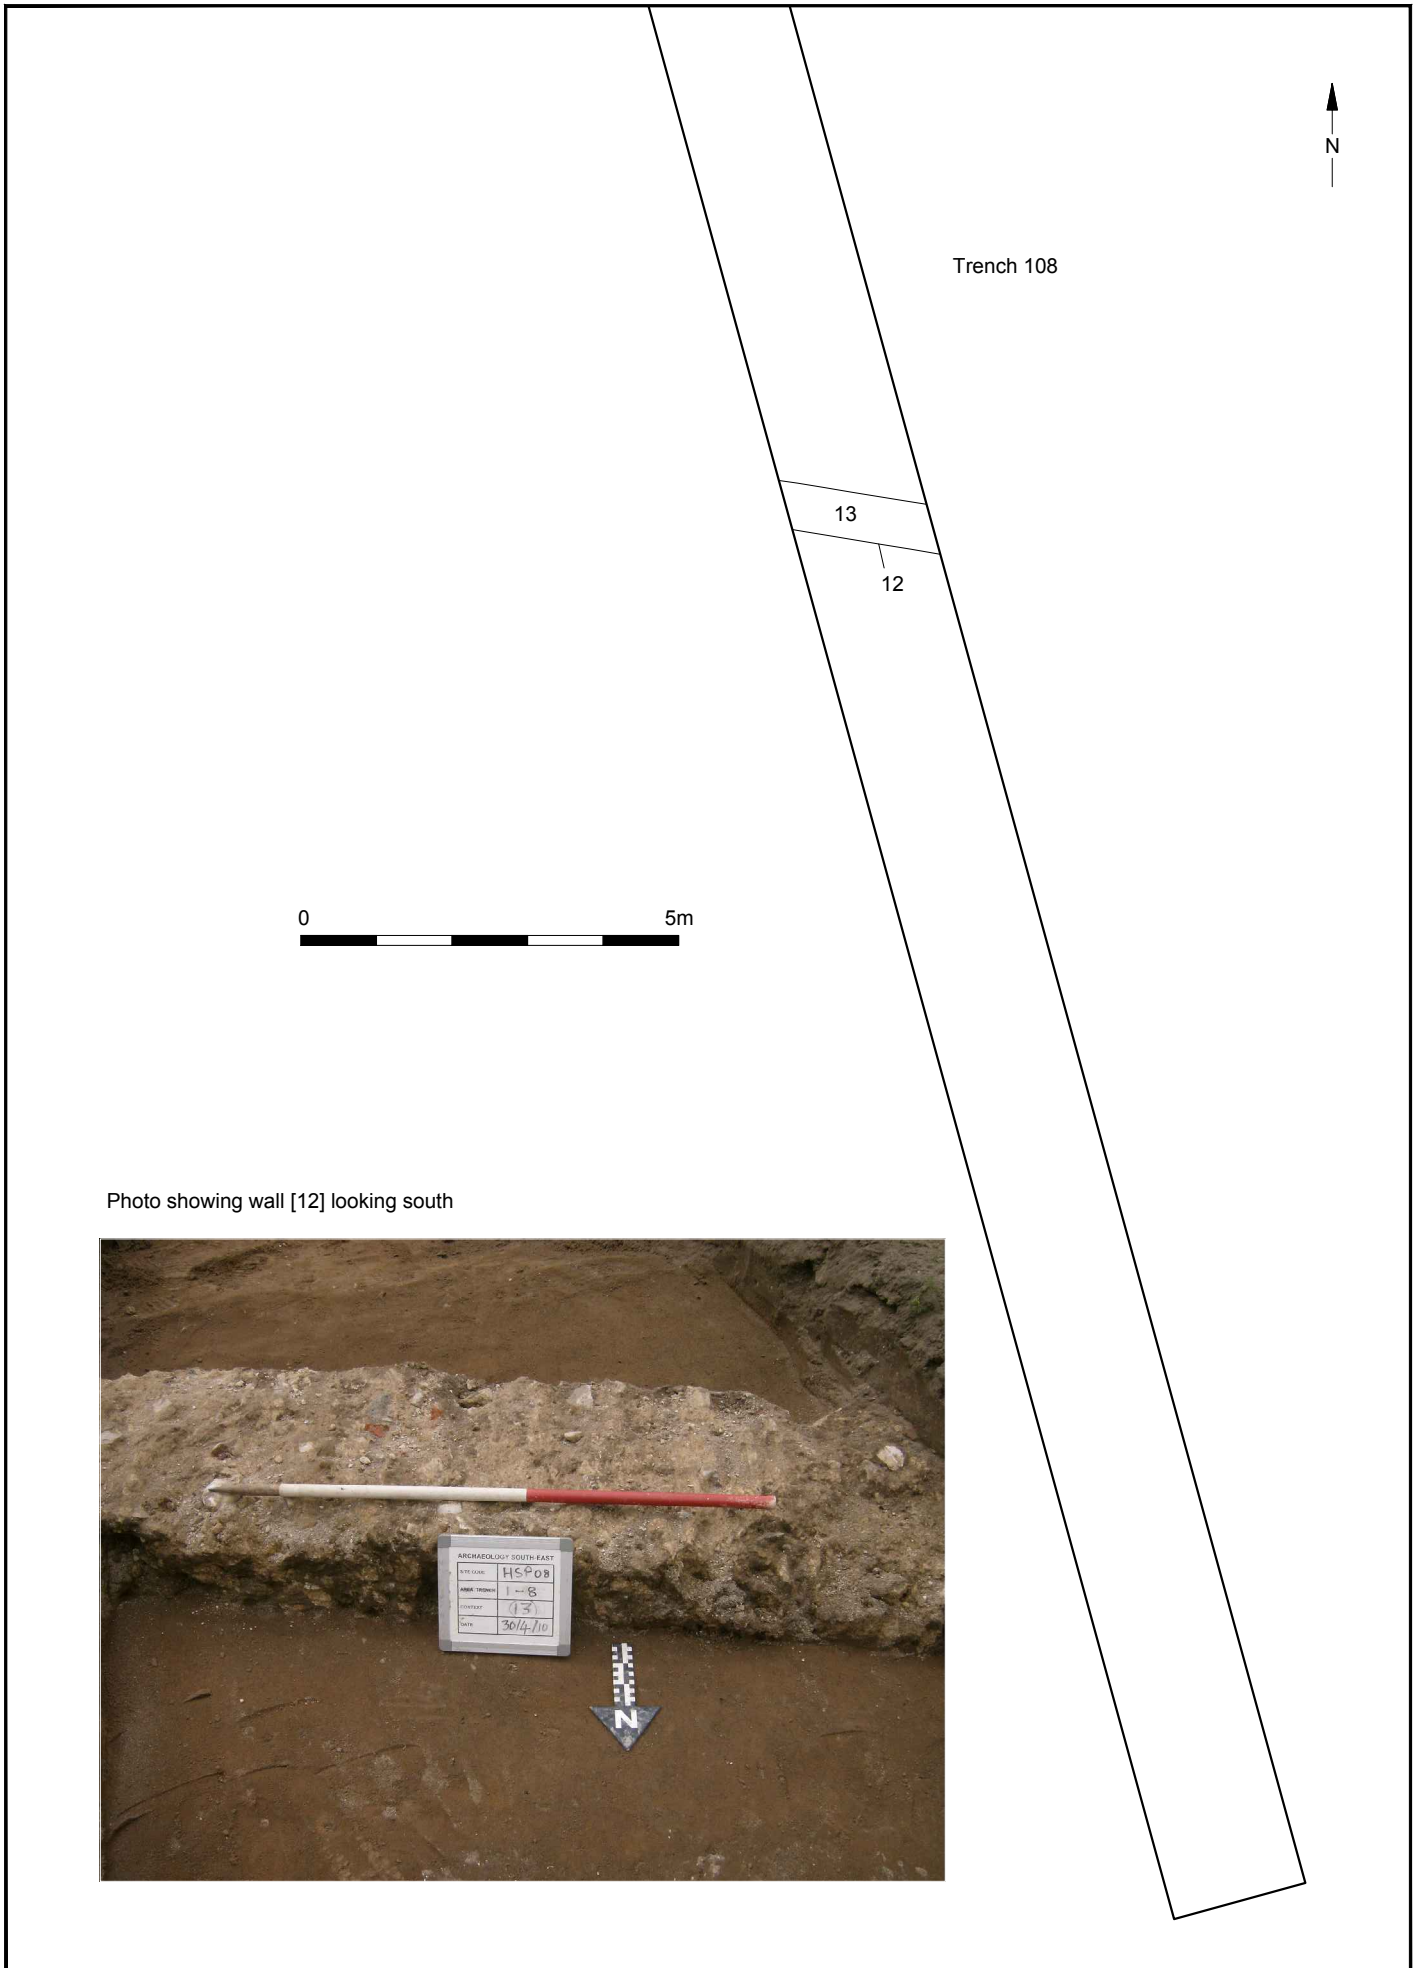 N
Trench 108
13
12
0 5m
Photo showing wall [12] looking south
ARCHAEOLOGY SOUTH-EAST
SITE CODE HSP08
AREA/TRENCH 1-8
CONTEXT (13)
DATE 30/4/10
N